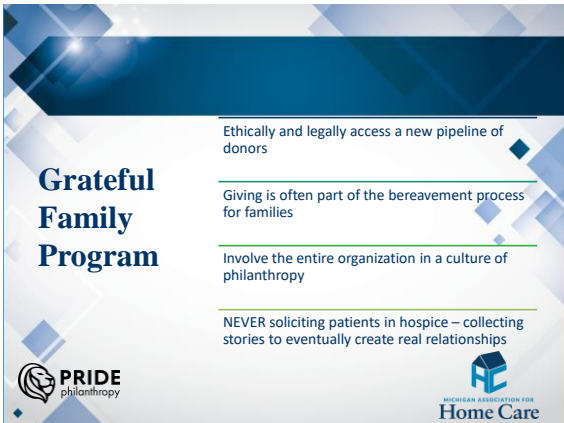 Grateful
Family
Program
Ethically and legally access a new pipeline of
donors
Giving is often part of the bereavement process
for families
Involve the entire organization in a culture of
philanthropy
NEVER soliciting patients in hospice – collecting
stories to eventually create real relationships
PRIDE
philanthropy
HC
MICHIGAN ASSOCIATION FOR
Home Care